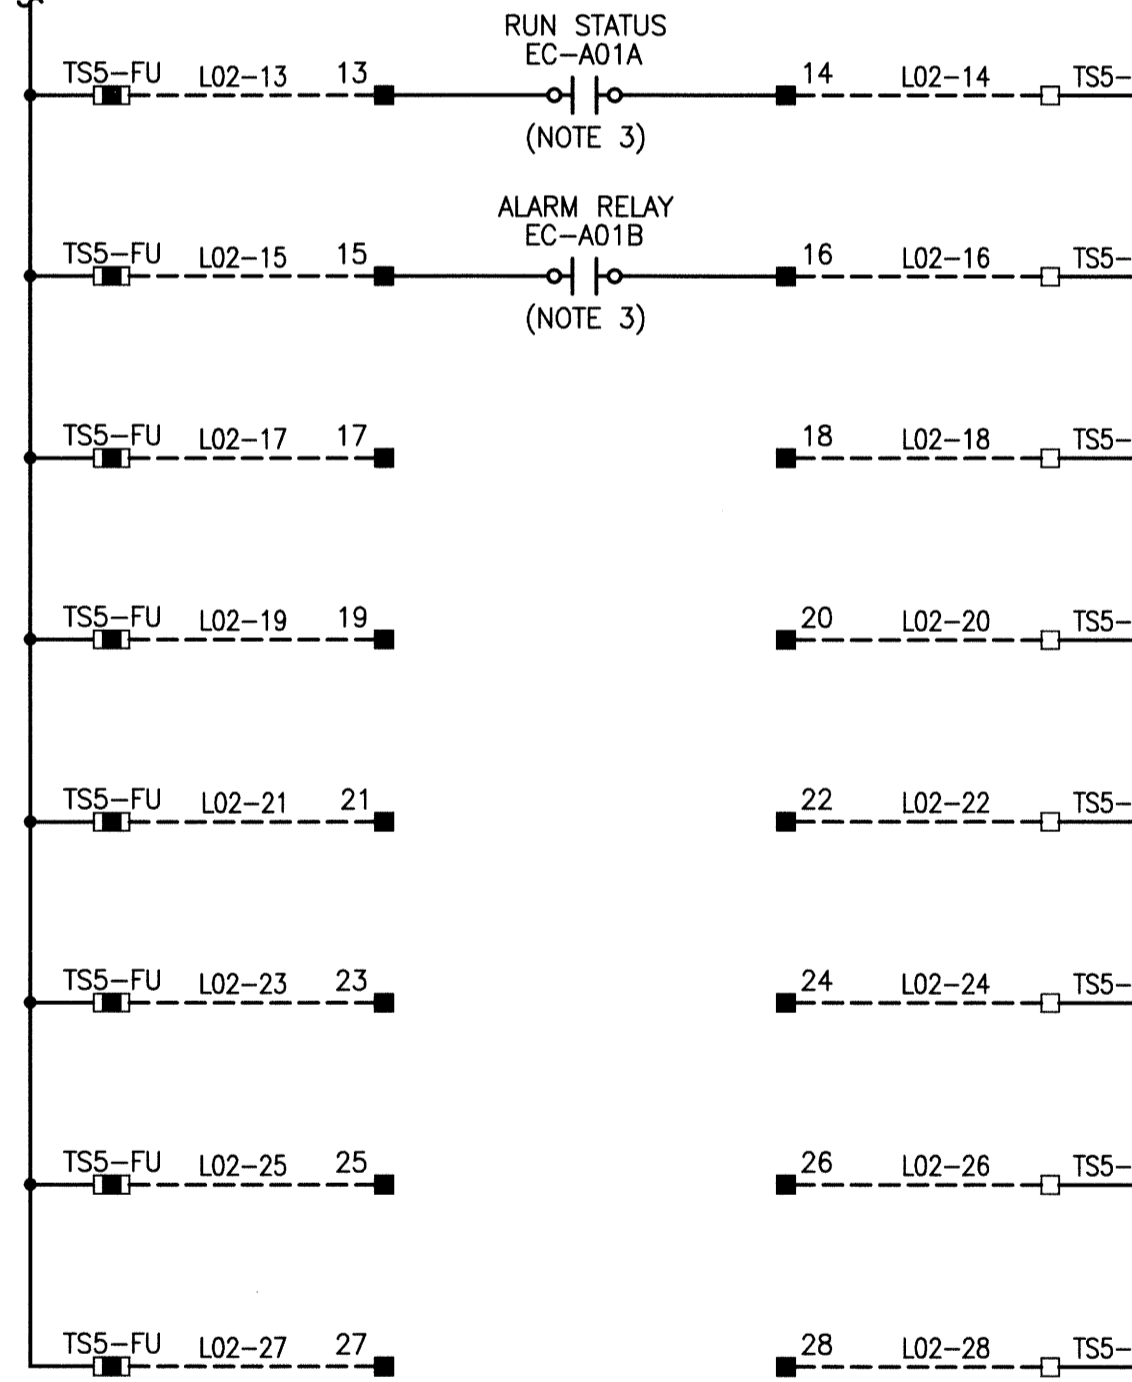 RUN STATUS
EC-A01A
TS5-FU L02-13 13 14 L02-14 TS5-
(NOTE 3)
ALARM RELAY
EC-A01B
TS5-FU L02-15 15 16 L02-16 TS5-
(NOTE 3)
TS5-FU L02-17 17 18 L02-18 TS5-
TS5-FU L02-19 19 20 L02-20 TS5-
TS5-FU L02-21 21 22 L02-22 TS5-
TS5-FU L02-23 23 24 L02-24 TS5-
TS5-FU L02-25 25 26 L02-26 TS5-
TS5-FU L02-27 27 28 L02-28 TS5-